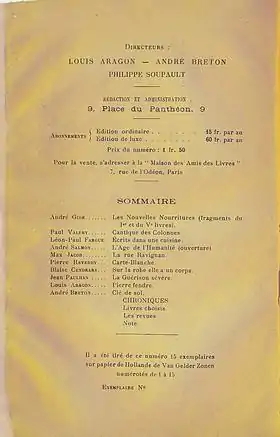 DIRECTEURS :
LOUIS ARAGON — ANDRÉ BRETON
PHILIPPE SOUPAULT
RÉDACTION ET ADMINISTRATION :
9, Place du Panthéon, 9
ABONNEMENTS { Edition ordinaire . . . . . . 15 fr. par an
Edition de luxe . . . . . . 60 fr. par an
Prix du numéro : 1 fr. 50
Pour la vente, s'adresser à la "Maison des Amis des Livres"
7, rue de l'Odéon, Paris
SOMMAIRE
André Gide ...... Les Nouvelles Nourritures (fragments du
Ier et du Ve livres).
Paul Valéry ..... Cantique des Colonnes
Léon-Paul Fargue Ecrits dans une cuisine.
André Salmon .... L'Age de l'Humanité (ouverture)
Max Jacob ....... La rue Ravignan
Pierre Reverdy ... Carte-Blanche
Blaise Cendrars .. Sur la robe elle a un corps.
Jean Paulhan .... La Guérison sévère.
Louis Aragon .... Pierre fendre.
André Breton .... Clé de sol.
CHRONIQUES
Livres choisis
Les revues
Note
Il a été tiré de ce numéro 15 exemplaires
sur papier de Hollande de Van Gelder Zonen
numérotés de 1 à 15
EXEMPLAIRE No